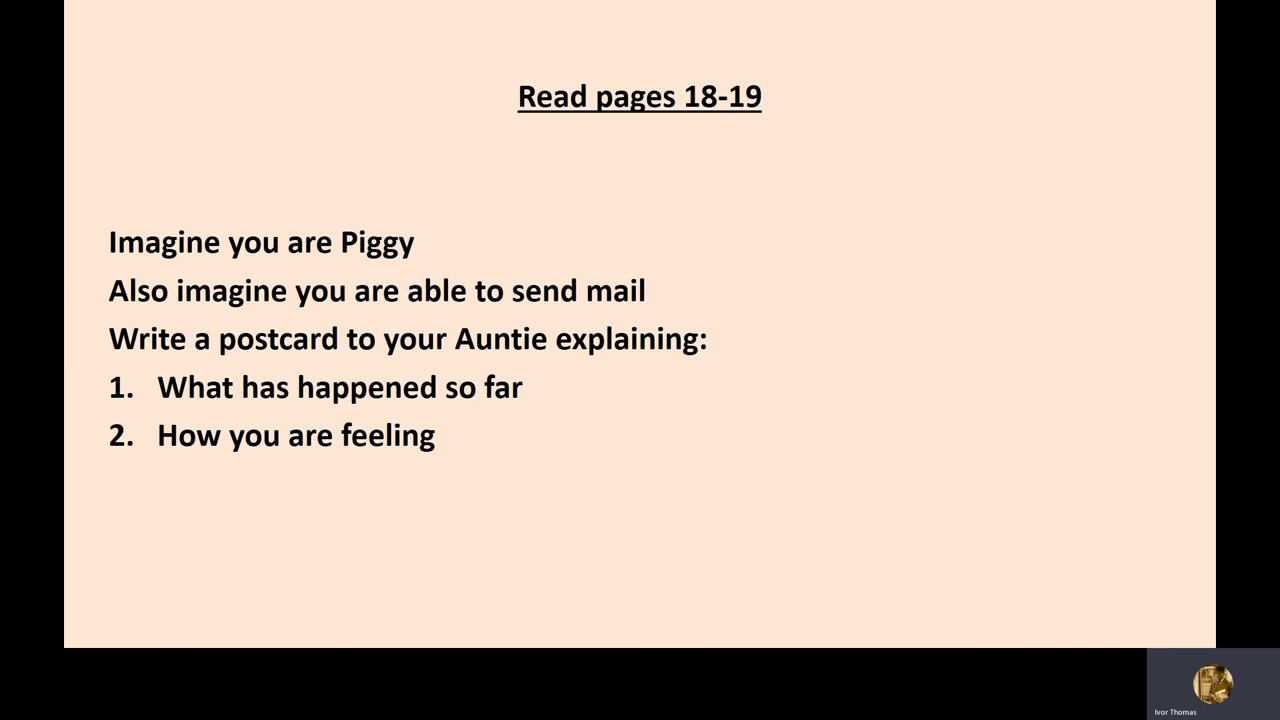 Read pages 18-19
Imagine you are Piggy
Also imagine you are able to send mail
Write a postcard to your Auntie explaining:
1. What has happened so far
2. How you are feeling
Ivor Thomas